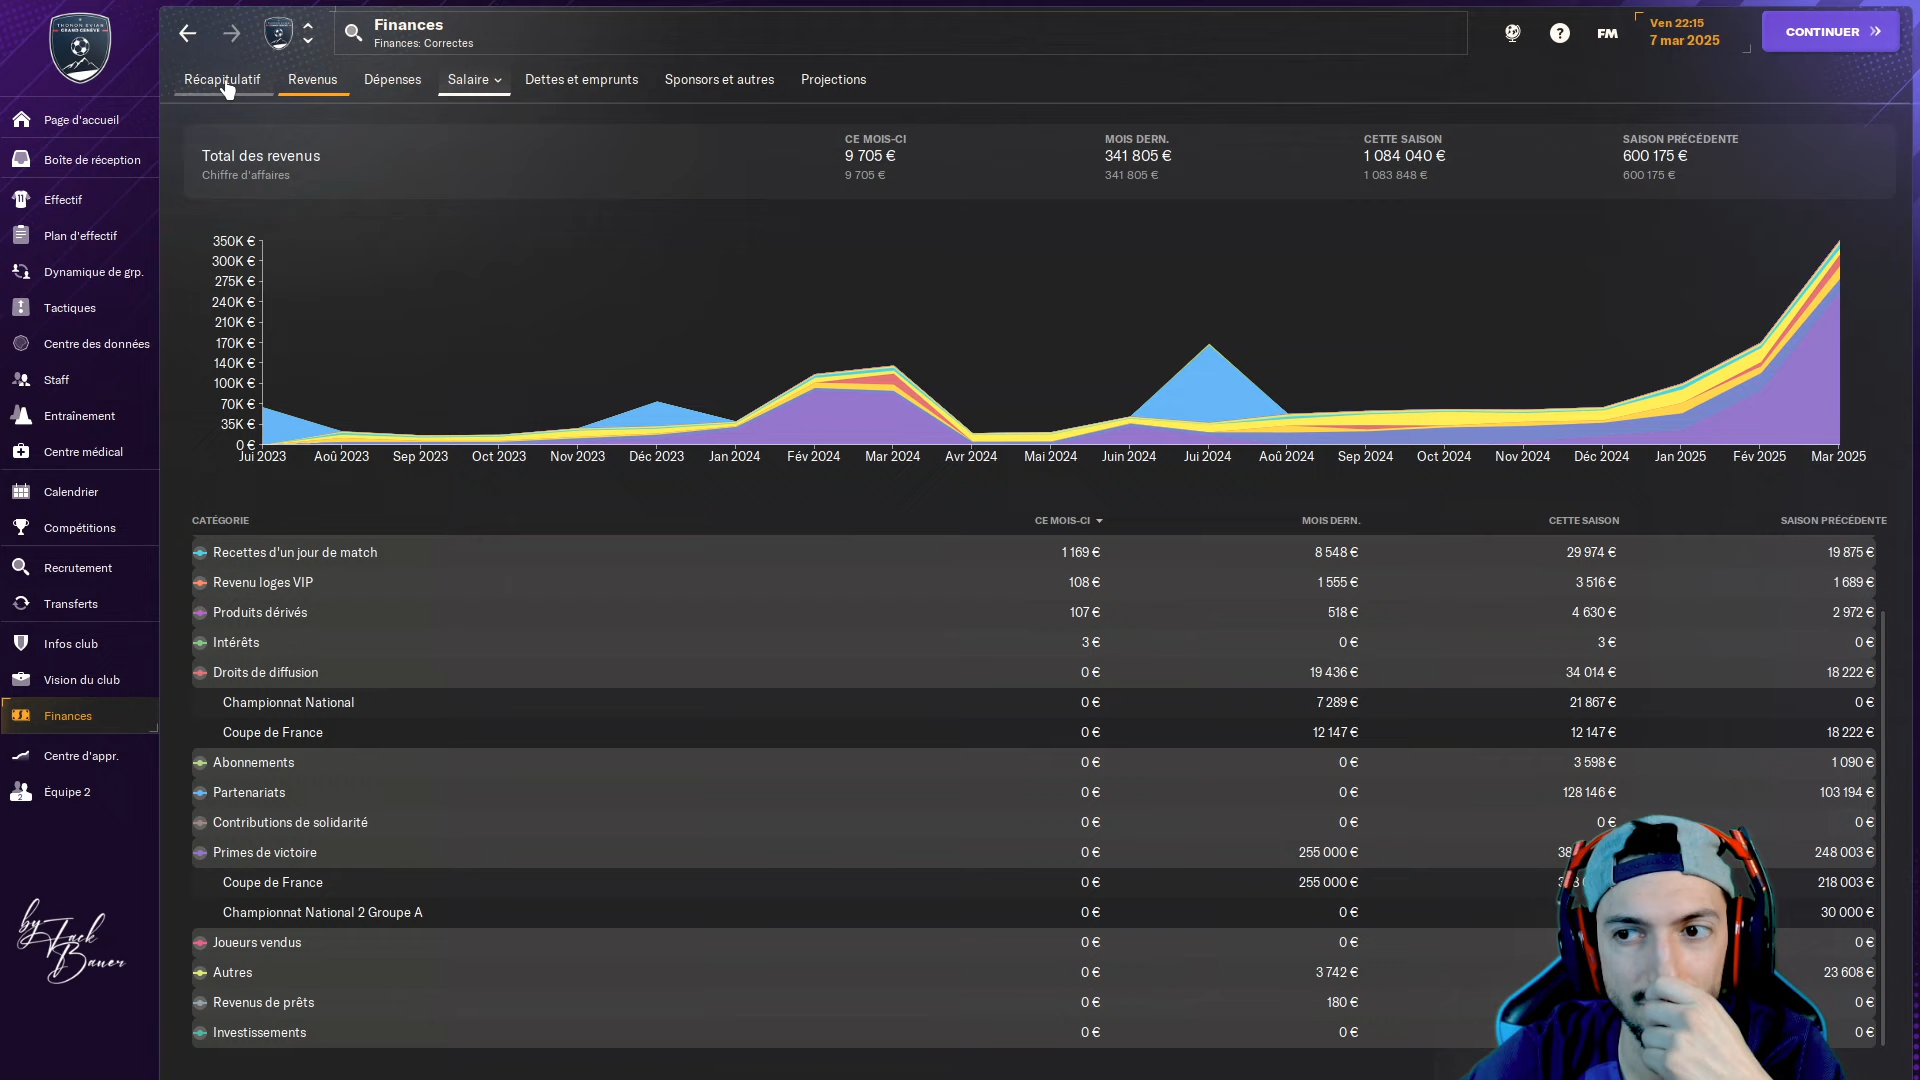 THONON EVIAN
GRAND GENÈVE
Finances
Finances: Correctes
FM
Ven 22:15
7 mar 2025
CONTINUER
Récapitulatif
Revenus
Dépenses
Salaire
Dettes et emprunts
Sponsors et autres
Projections
Page d'accueil
Boîte de réception
Effectif
Plan d'effectif
Dynamique de grp.
Tactiques
Centre des données
Staff
Entraînement
Centre médical
Calendrier
Compétitions
Recrutement
Transferts
Infos club
Vision du club
Finances
Centre d'appr.
2
Équipe 2
by Jack Bauer
Total des revenus
Chiffre d'affaires
CE MOIS-CI
9 705 €
9 705 €
MOIS DERN.
341 805 €
341 805 €
CETTE SAISON
1 084 040 €
1 083 848 €
SAISON PRÉCÉDENTE
600 175 €
600 175 €
350K €
300K €
275K €
240K €
210K €
170K €
140K €
100K €
70K €
35K €
0 €
Jui 2023 Aoû 2023 Sep 2023 Oct 2023 Nov 2023 Déc 2023 Jan 2024 Fév 2024 Mar 2024 Avr 2024 Mai 2024 Juin 2024 Jui 2024 Aoû 2024 Sep 2024 Oct 2024 Nov 2024 Déc 2024 Jan 2025 Fév 2025 Mar 2025
CATÉGORIE CE MOIS-CI MOIS DERN. CETTE SAISON SAISON PRÉCÉDENTE
Recettes d'un jour de match 1 169 € 8 548 € 29 974 € 19 875 €
Revenu loges VIP 108 € 1 555 € 3 516 € 1 689 €
Produits dérivés 107 € 518 € 4 630 € 2 972 €
Intérêts 3 € 0 € 3 € 0 €
Droits de diffusion 0 € 19 436 € 34 014 € 18 222 €
Championnat National 0 € 7 289 € 21 867 € 0 €
Coupe de France 0 € 12 147 € 12 147 € 18 222 €
Abonnements 0 € 0 € 3 598 € 1 090 €
Partenariats 0 € 0 € 128 146 € 103 194 €
Contributions de solidarité 0 € 0 € 0 € 0 €
Primes de victoire 0 € 255 000 € 248 003 €
Coupe de France 0 € 255 000 € 218 003 €
Championnat National 2 Groupe A 0 € 0 € 30 000 €
Joueurs vendus 0 € 0 € 0 €
Autres 0 € 3 742 € 23 608 €
Revenus de prêts 0 € 180 € 0 €
Investissements 0 € 0 € 0 €